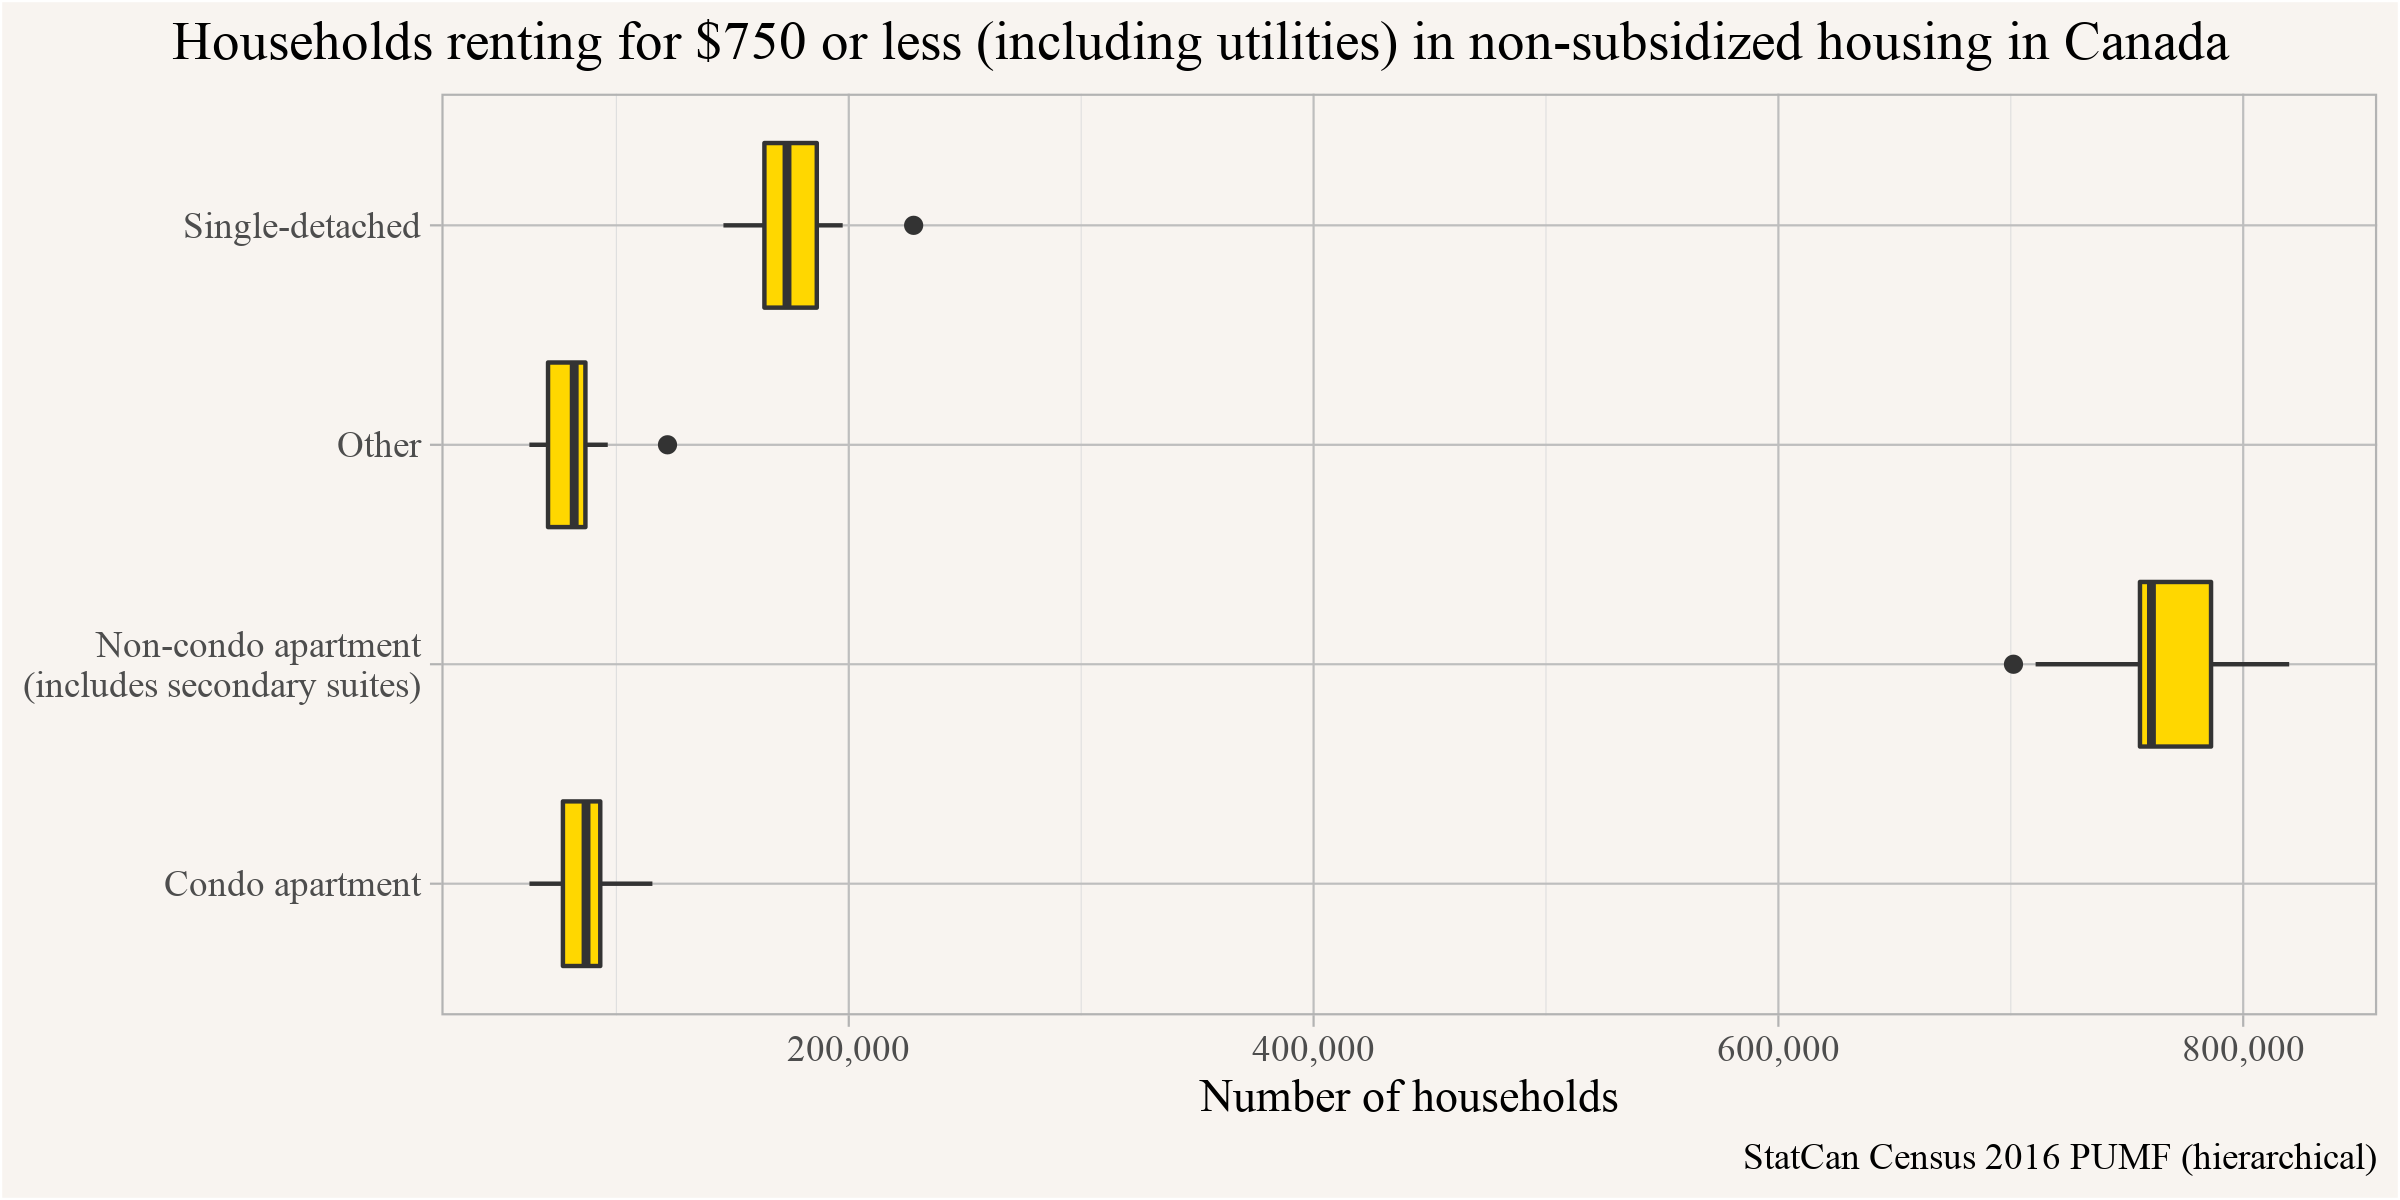 Households renting for $750 or less (including utilities) in non-subsidized housing in Canada
Single-detached
Other
Non-condo apartment
(includes secondary suites)
Condo apartment
200,000
400,000
600,000
800,000
Number of households
StatCan Census 2016 PUMF (hierarchical)